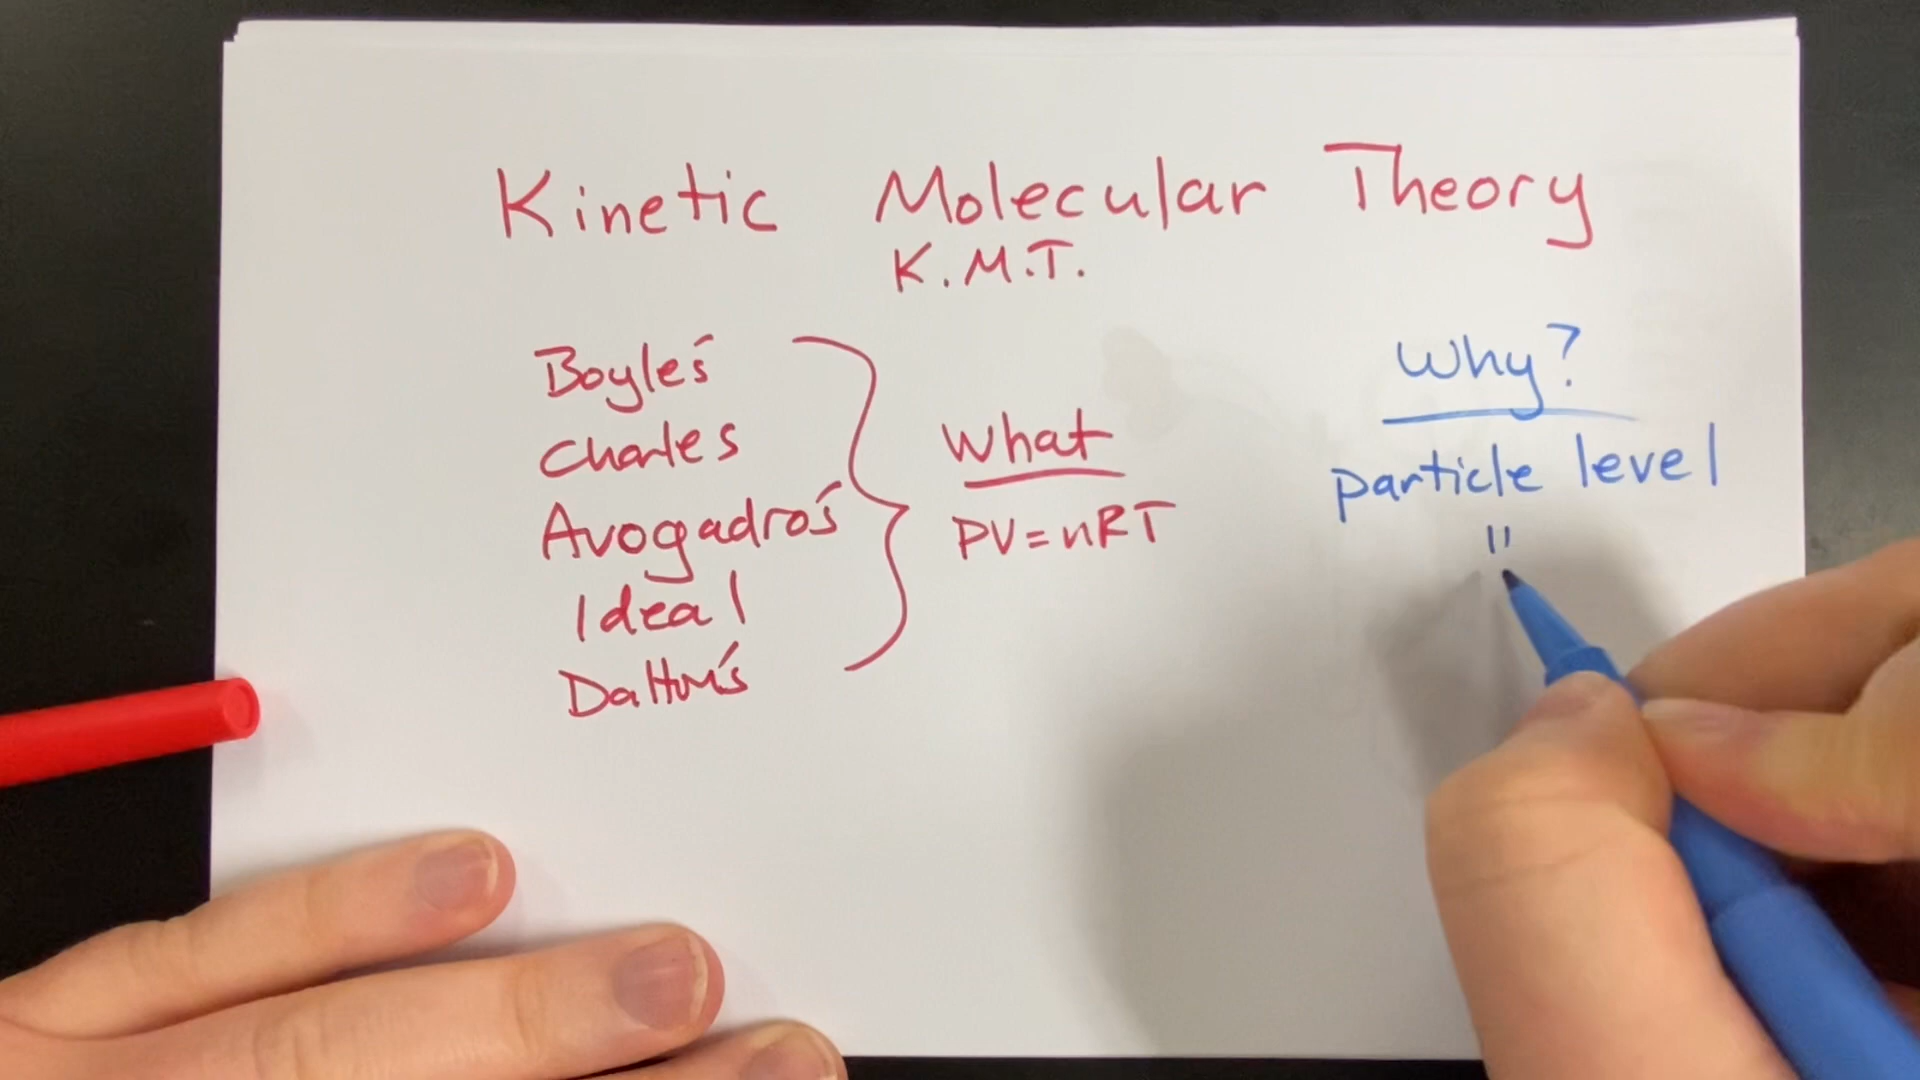 Kinetic Molecular Theory
K.M.T.
Boyle's
Charles
Avogadro's
Ideal
Dalton's
What
PV=nRT
Why?
particle level
"